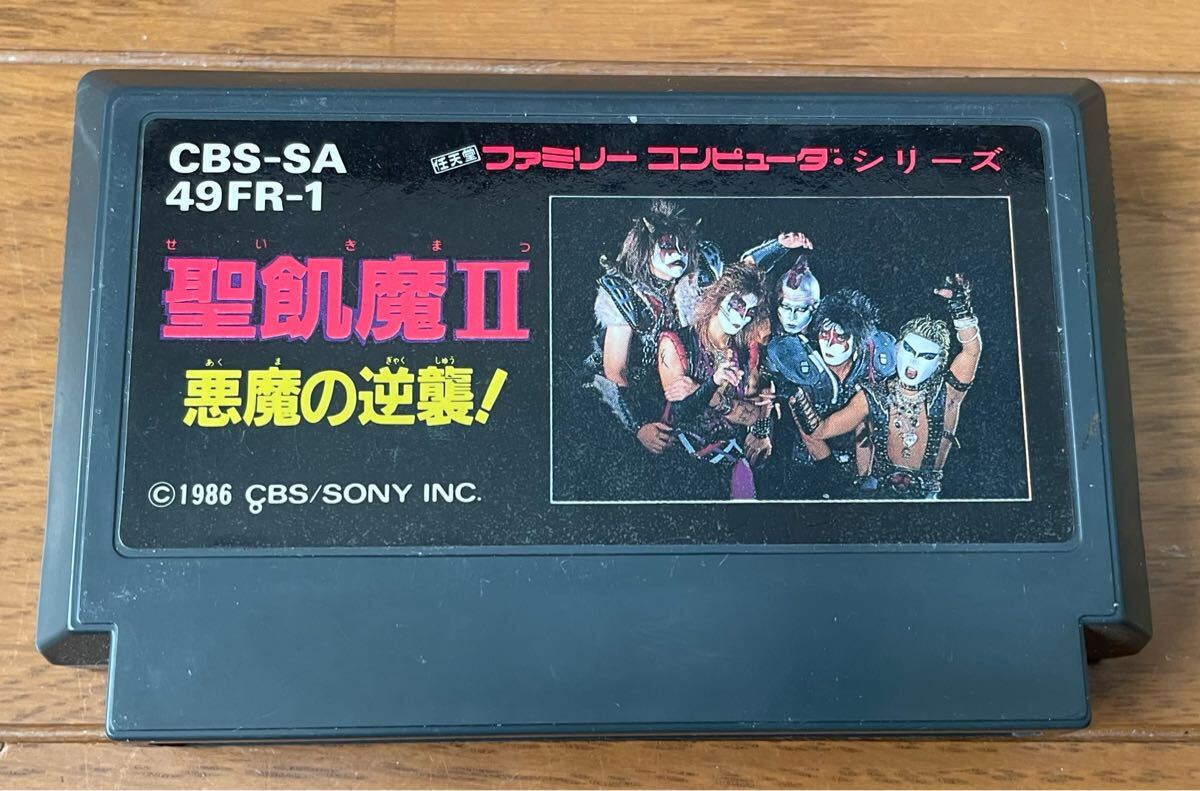 CBS-SA
49FR-1
任天堂 ファミリー コンピュータ™・シリーズ
せいきまつ
聖飢魔II
あくま ぎゃくしゅう
悪魔の逆襲!
©1986 CBS/SONY INC.